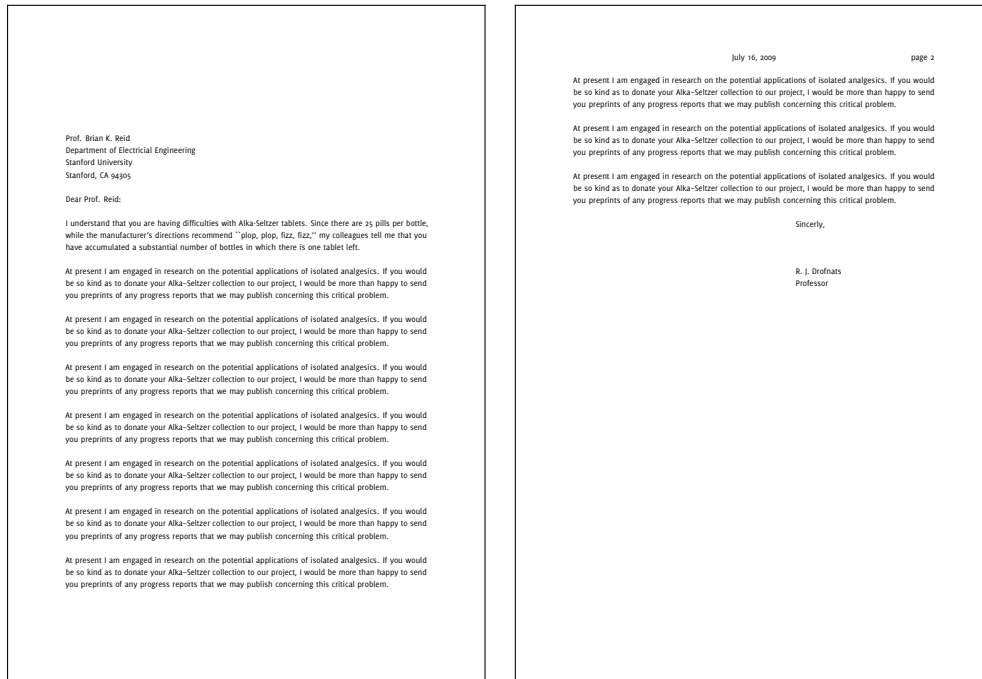 Prof. Brian K. Reid
Department of Electricial Engineering
Stanford University
Stanford, CA 94305
Dear Prof. Reid:
I understand that you are having difficulties with Alka-Seltzer tablets. Since there are 25 pills per bottle,
while the manufacturer's directions recommend ``plop, plop, fizz, fizz,'' my colleagues tell me that you
have accumulated a substantial number of bottles in which there is one tablet left.
At present I am engaged in research on the potential applications of isolated analgesics. If you would
be so kind as to donate your Alka-Seltzer collection to our project, I would be more than happy to send
you preprints of any progress reports that we may publish concerning this critical problem.
At present I am engaged in research on the potential applications of isolated analgesics. If you would
be so kind as to donate your Alka-Seltzer collection to our project, I would be more than happy to send
you preprints of any progress reports that we may publish concerning this critical problem.
At present I am engaged in research on the potential applications of isolated analgesics. If you would
be so kind as to donate your Alka-Seltzer collection to our project, I would be more than happy to send
you preprints of any progress reports that we may publish concerning this critical problem.
At present I am engaged in research on the potential applications of isolated analgesics. If you would
be so kind as to donate your Alka-Seltzer collection to our project, I would be more than happy to send
you preprints of any progress reports that we may publish concerning this critical problem.
At present I am engaged in research on the potential applications of isolated analgesics. If you would
be so kind as to donate your Alka-Seltzer collection to our project, I would be more than happy to send
you preprints of any progress reports that we may publish concerning this critical problem.
At present I am engaged in research on the potential applications of isolated analgesics. If you would
be so kind as to donate your Alka-Seltzer collection to our project, I would be more than happy to send
you preprints of any progress reports that we may publish concerning this critical problem.
At present I am engaged in research on the potential applications of isolated analgesics. If you would
be so kind as to donate your Alka-Seltzer collection to our project, I would be more than happy to send
you preprints of any progress reports that we may publish concerning this critical problem.
July 16, 2009 page 2
At present I am engaged in research on the potential applications of isolated analgesics. If you would
be so kind as to donate your Alka-Seltzer collection to our project, I would be more than happy to send
you preprints of any progress reports that we may publish concerning this critical problem.
At present I am engaged in research on the potential applications of isolated analgesics. If you would
be so kind as to donate your Alka-Seltzer collection to our project, I would be more than happy to send
you preprints of any progress reports that we may publish concerning this critical problem.
At present I am engaged in research on the potential applications of isolated analgesics. If you would
be so kind as to donate your Alka-Seltzer collection to our project, I would be more than happy to send
you preprints of any progress reports that we may publish concerning this critical problem.
Sincerly,
R. J. Drofnats
Professor